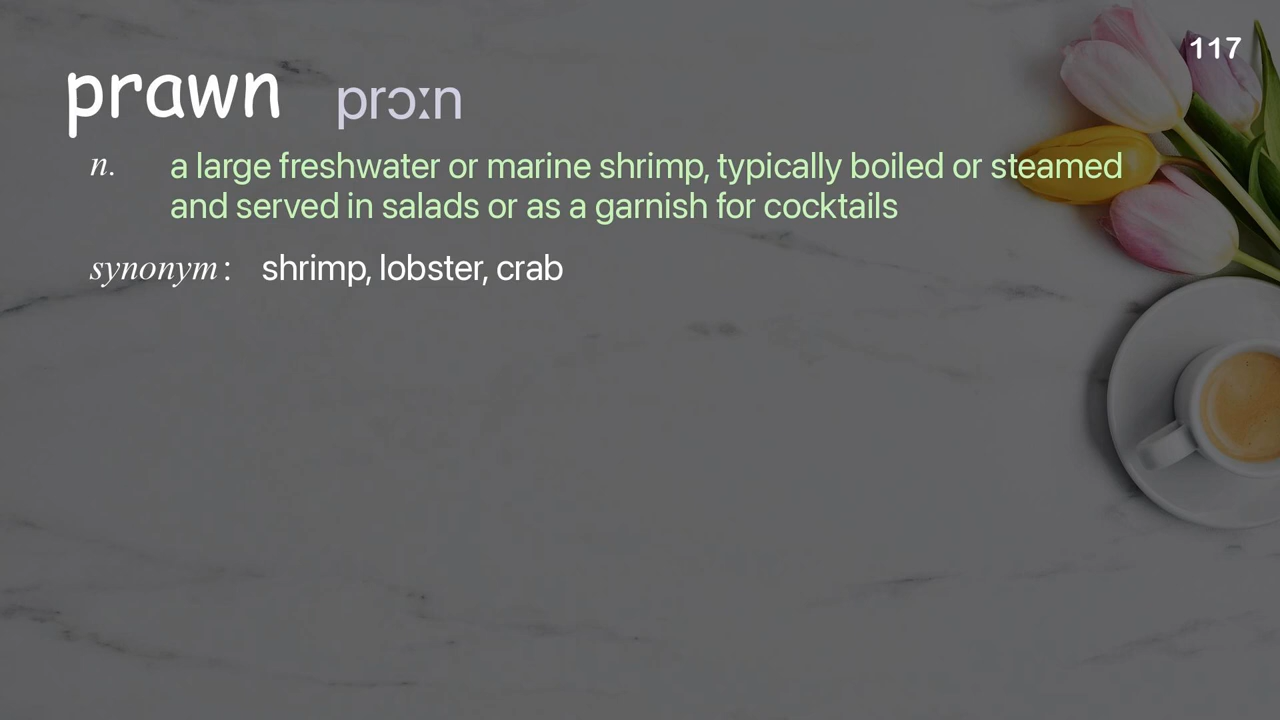 117
prawn prɔːn
n. a large freshwater or marine shrimp, typically boiled or steamed
and served in salads or as a garnish for cocktails
synonym: shrimp, lobster, crab